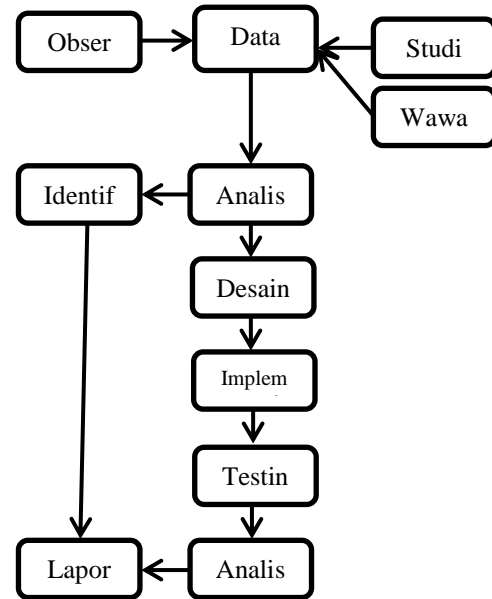 Obser
Data
Studi
Wawa
Identif
Analis
Desain
Implem
Testin
Lapor
Analis